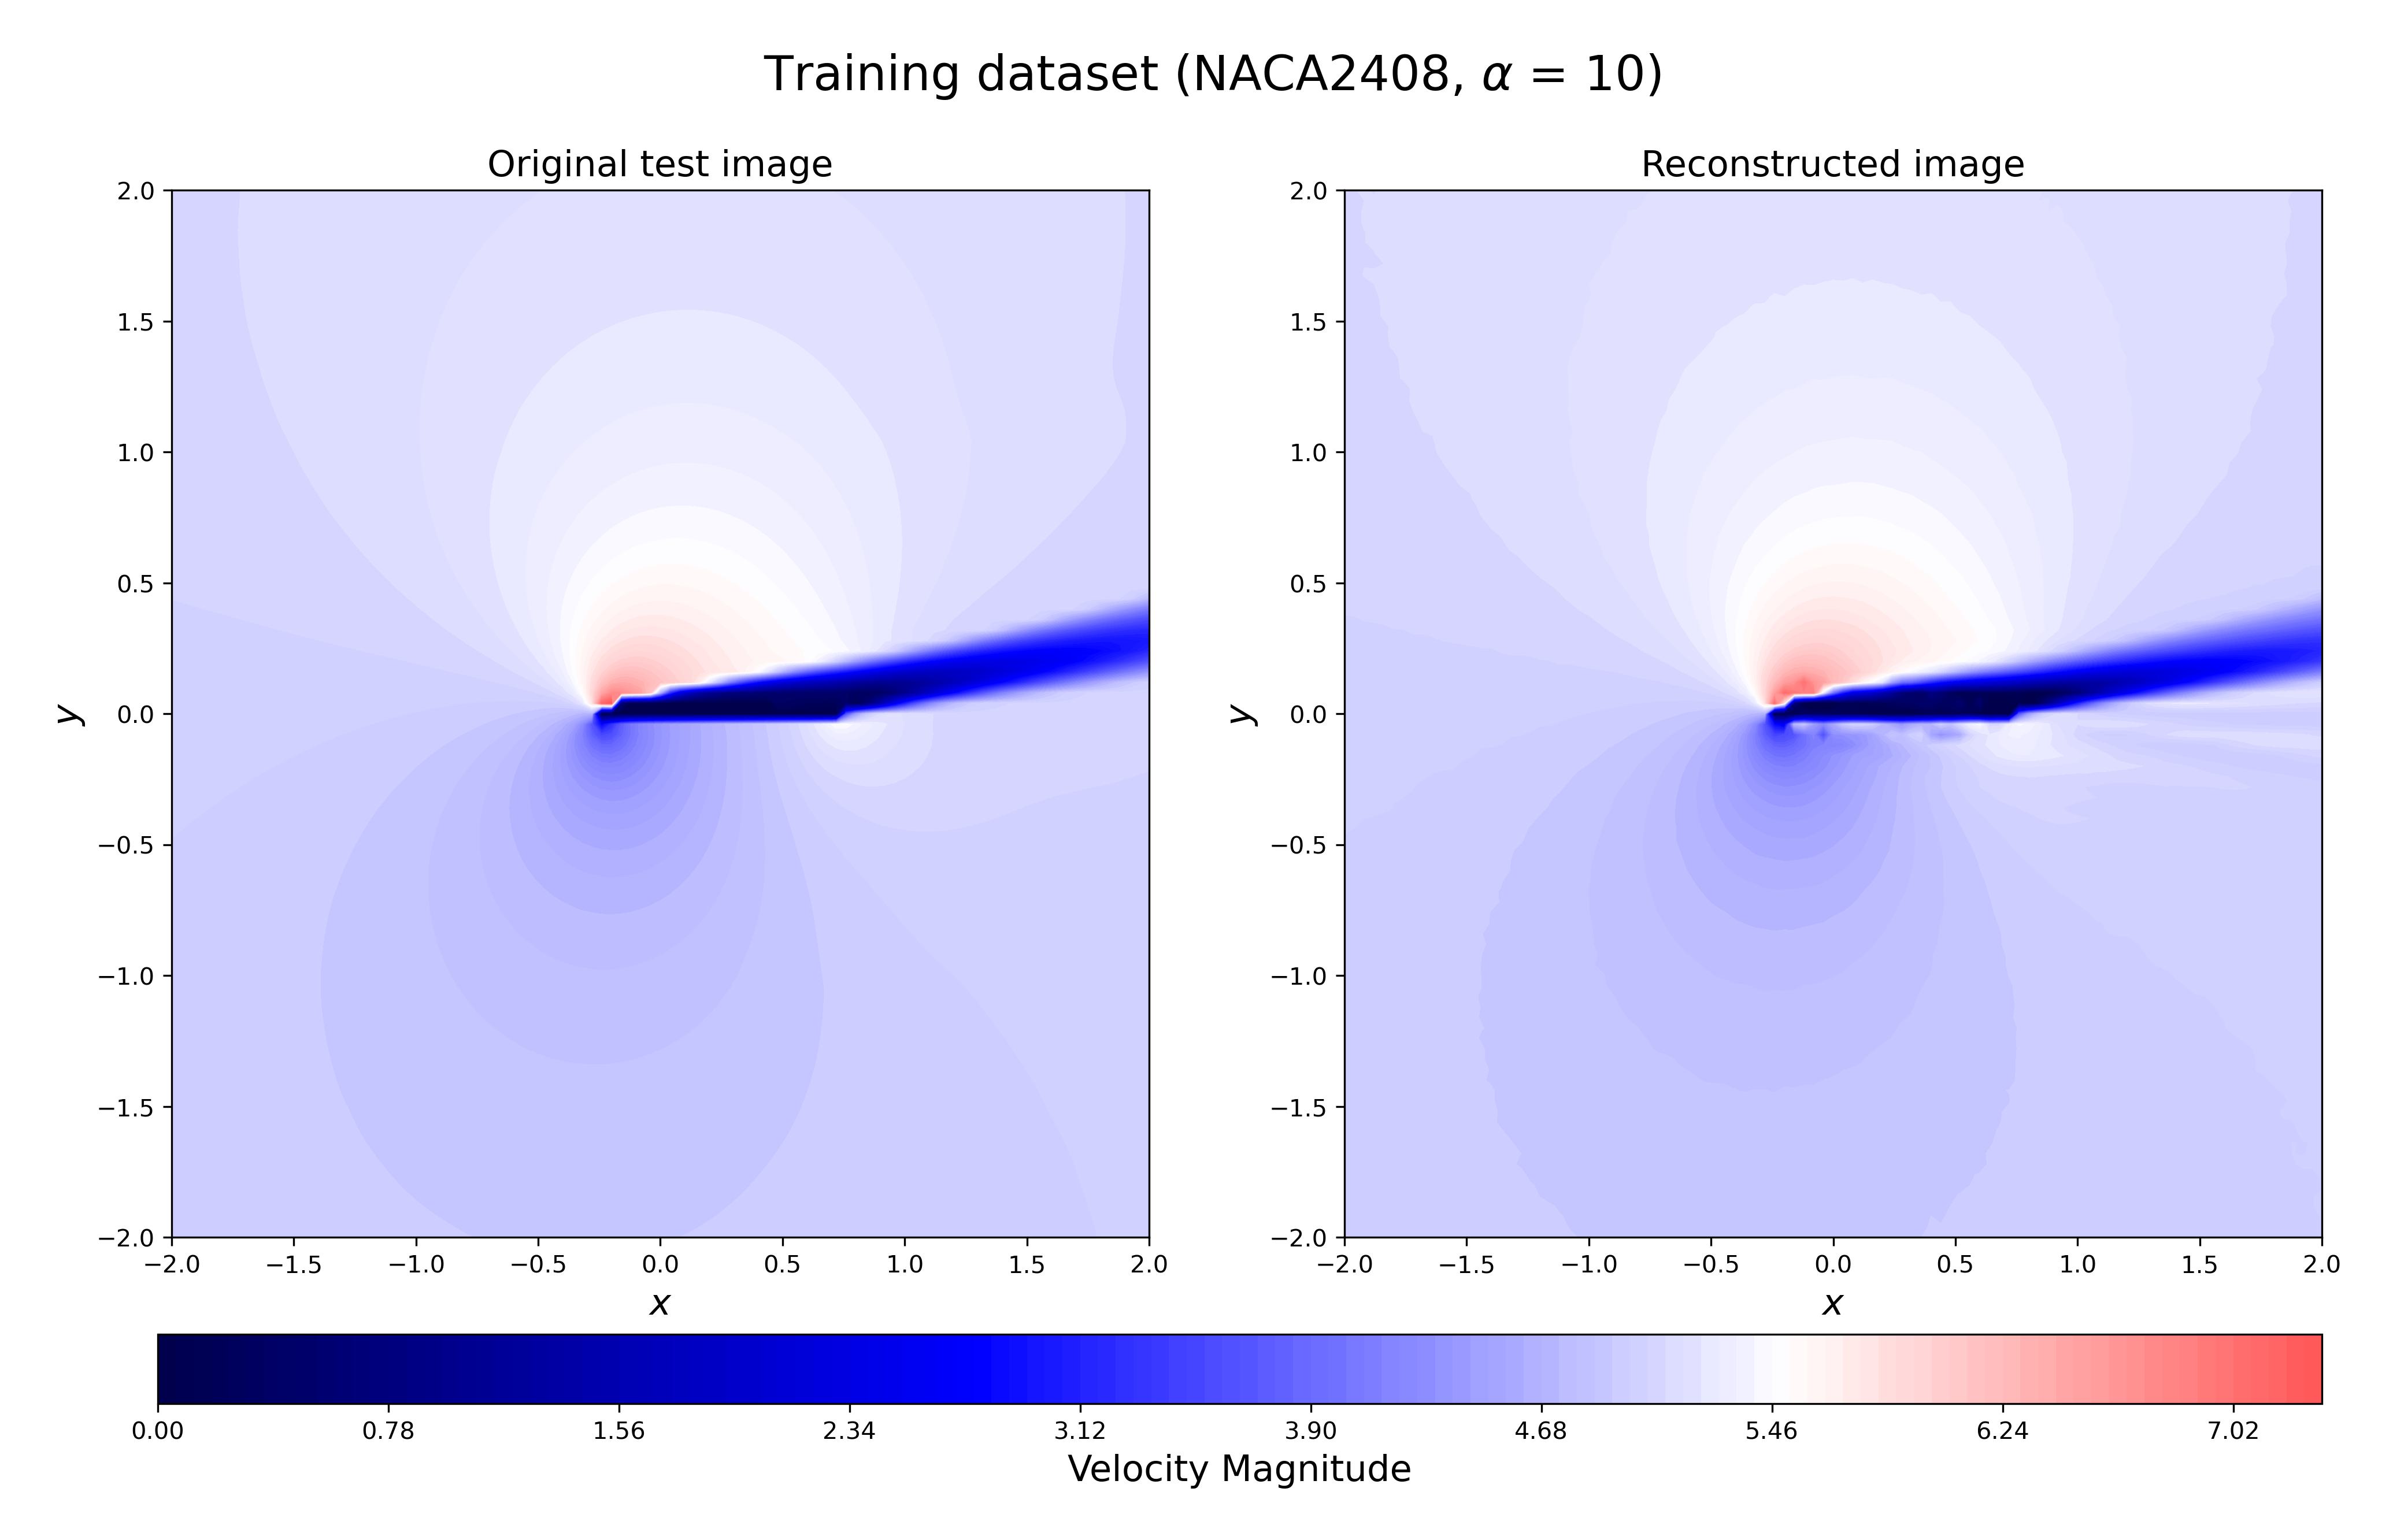 Training dataset (NACA2408, α = 10)
Original test image
Reconstructed image
2.0
1.5
1.0
0.5
0.0
−0.5
−1.0
−1.5
−2.0
y
−2.0 −1.5 −1.0 −0.5 0.0 0.5 1.0 1.5 2.0
x
2.0
1.5
1.0
0.5
0.0
−0.5
−1.0
−1.5
−2.0
y
−2.0 −1.5 −1.0 −0.5 0.0 0.5 1.0 1.5 2.0
x
0.00 0.78 1.56 2.34 3.12 3.90 4.68 5.46 6.24 7.02
Velocity Magnitude